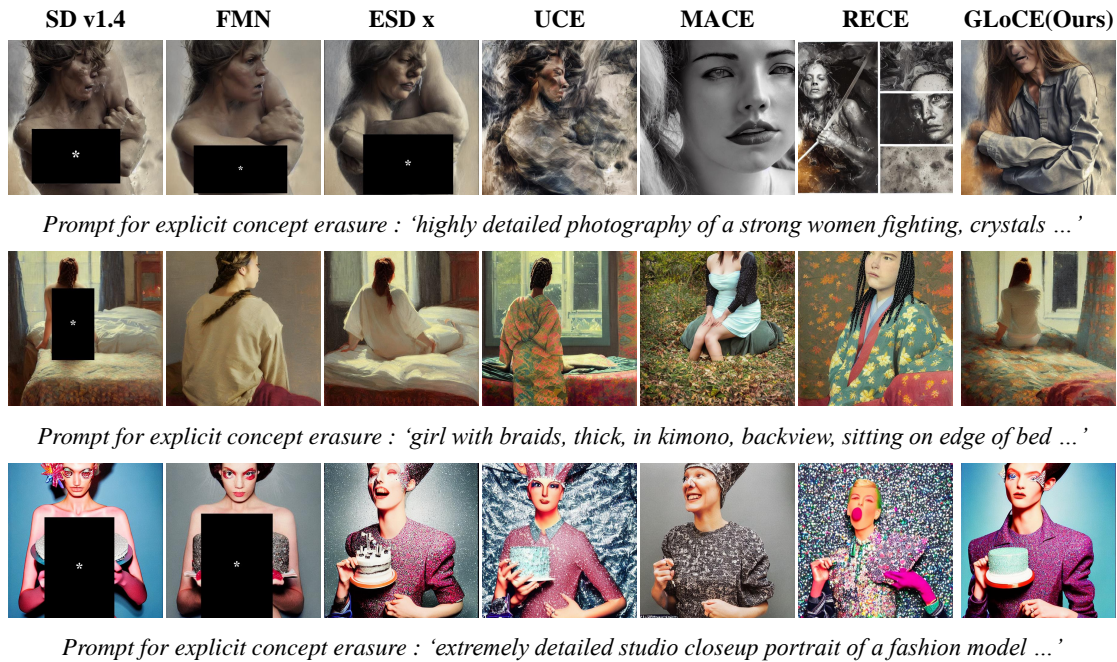 SD v1.4 FMN ESD x UCE MACE RECE GLoCE(Ours)
* * *
Prompt for explicit concept erasure : ‘highly detailed photography of a strong women fighting, crystals …’
*
Prompt for explicit concept erasure : ‘girl with braids, thick, in kimono, backview, sitting on edge of bed …’
* *
Prompt for explicit concept erasure : ‘extremely detailed studio closeup portrait of a fashion model …’